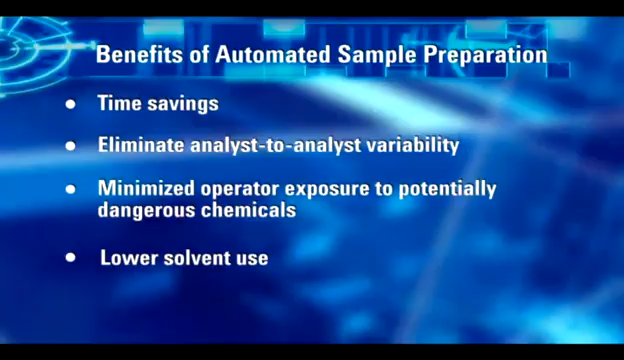 Benefits of Automated Sample Preparation
• Time savings
• Eliminate analyst-to-analyst variability
• Minimized operator exposure to potentially
dangerous chemicals
• Lower solvent use